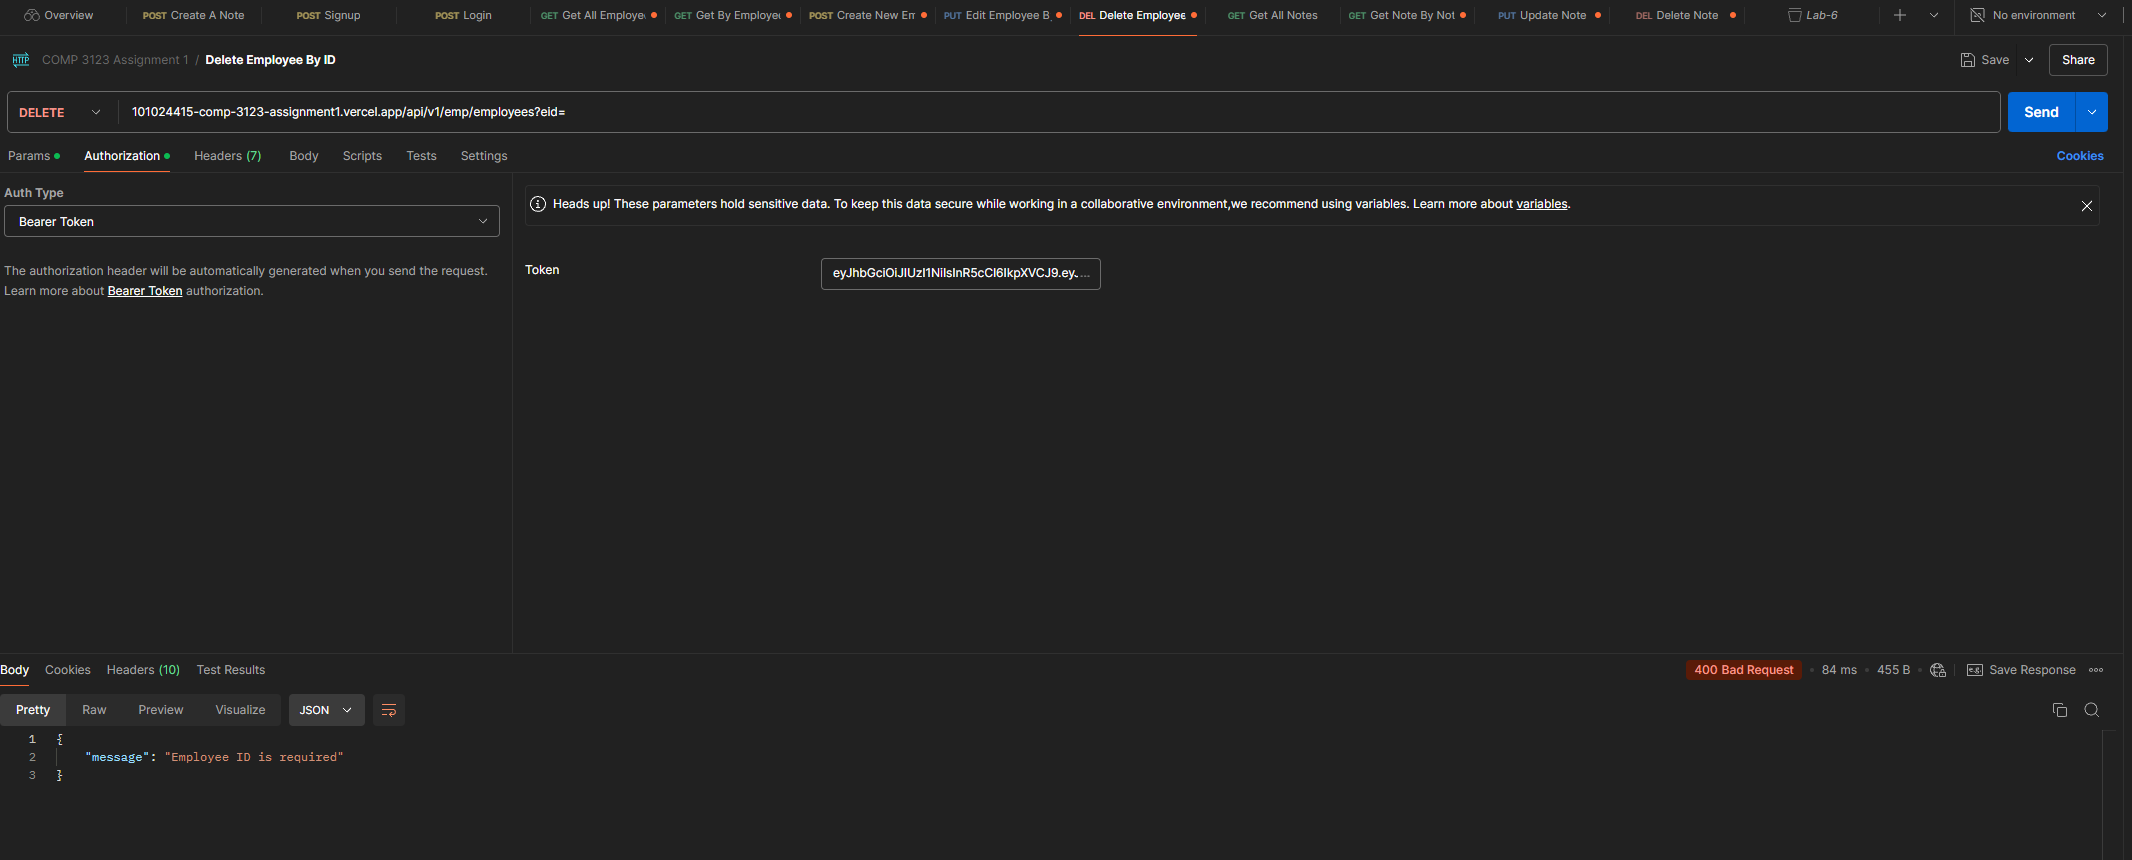 Overview
POST Create A Note
POST Signup
POST Login
GET Get All Employe
GET Get By Employe
POST Create New Em
PUT Edit Employee B
DEL Delete Employee
GET Get All Notes
GET Get Note By Not
PUT Update Note
DEL Delete Note
Lab-6
No environment
HTTP COMP 3123 Assignment 1 / Delete Employee By ID
Save
Share
DELETE
101024415-comp-3123-assignment1.vercel.app/api/v1/emp/employees?eid=
Send
Params
Authorization
Headers (7)
Body
Scripts
Tests
Settings
Cookies
Auth Type
Bearer Token
The authorization header will be automatically generated when you send the request.
Learn more about Bearer Token authorization.
Heads up! These parameters hold sensitive data. To keep this data secure while working in a collaborative environment,we recommend using variables. Learn more about variables.
Token
eyJhbGciOiJIUzI1NiIsInR5cCI6IkpXVCJ9.ey. ...
Body
Cookies
Headers (10)
Test Results
400 Bad Request
84 ms
455 B
e.g. Save Response
Pretty
Raw
Preview
Visualize
JSON
1 {
2 "message": "Employee ID is required"
3 }